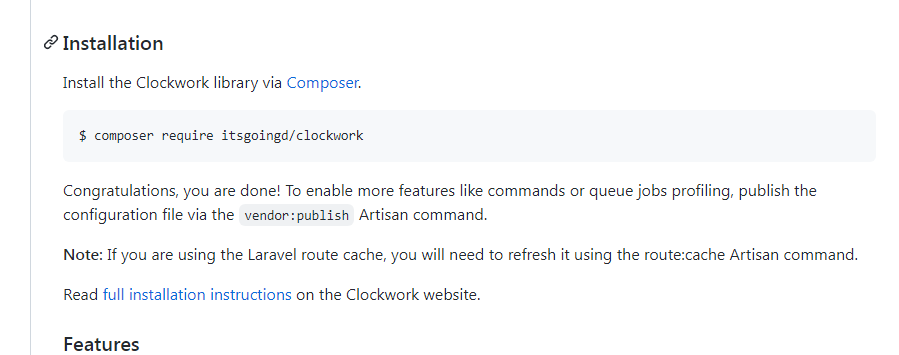 Installation
Install the Clockwork library via Composer.
$ composer require itsgoingd/clockwork
Congratulations, you are done! To enable more features like commands or queue jobs profiling, publish the
configuration file via the vendor:publish Artisan command.
Note: If you are using the Laravel route cache, you will need to refresh it using the route:cache Artisan command.
Read full installation instructions on the Clockwork website.
Features